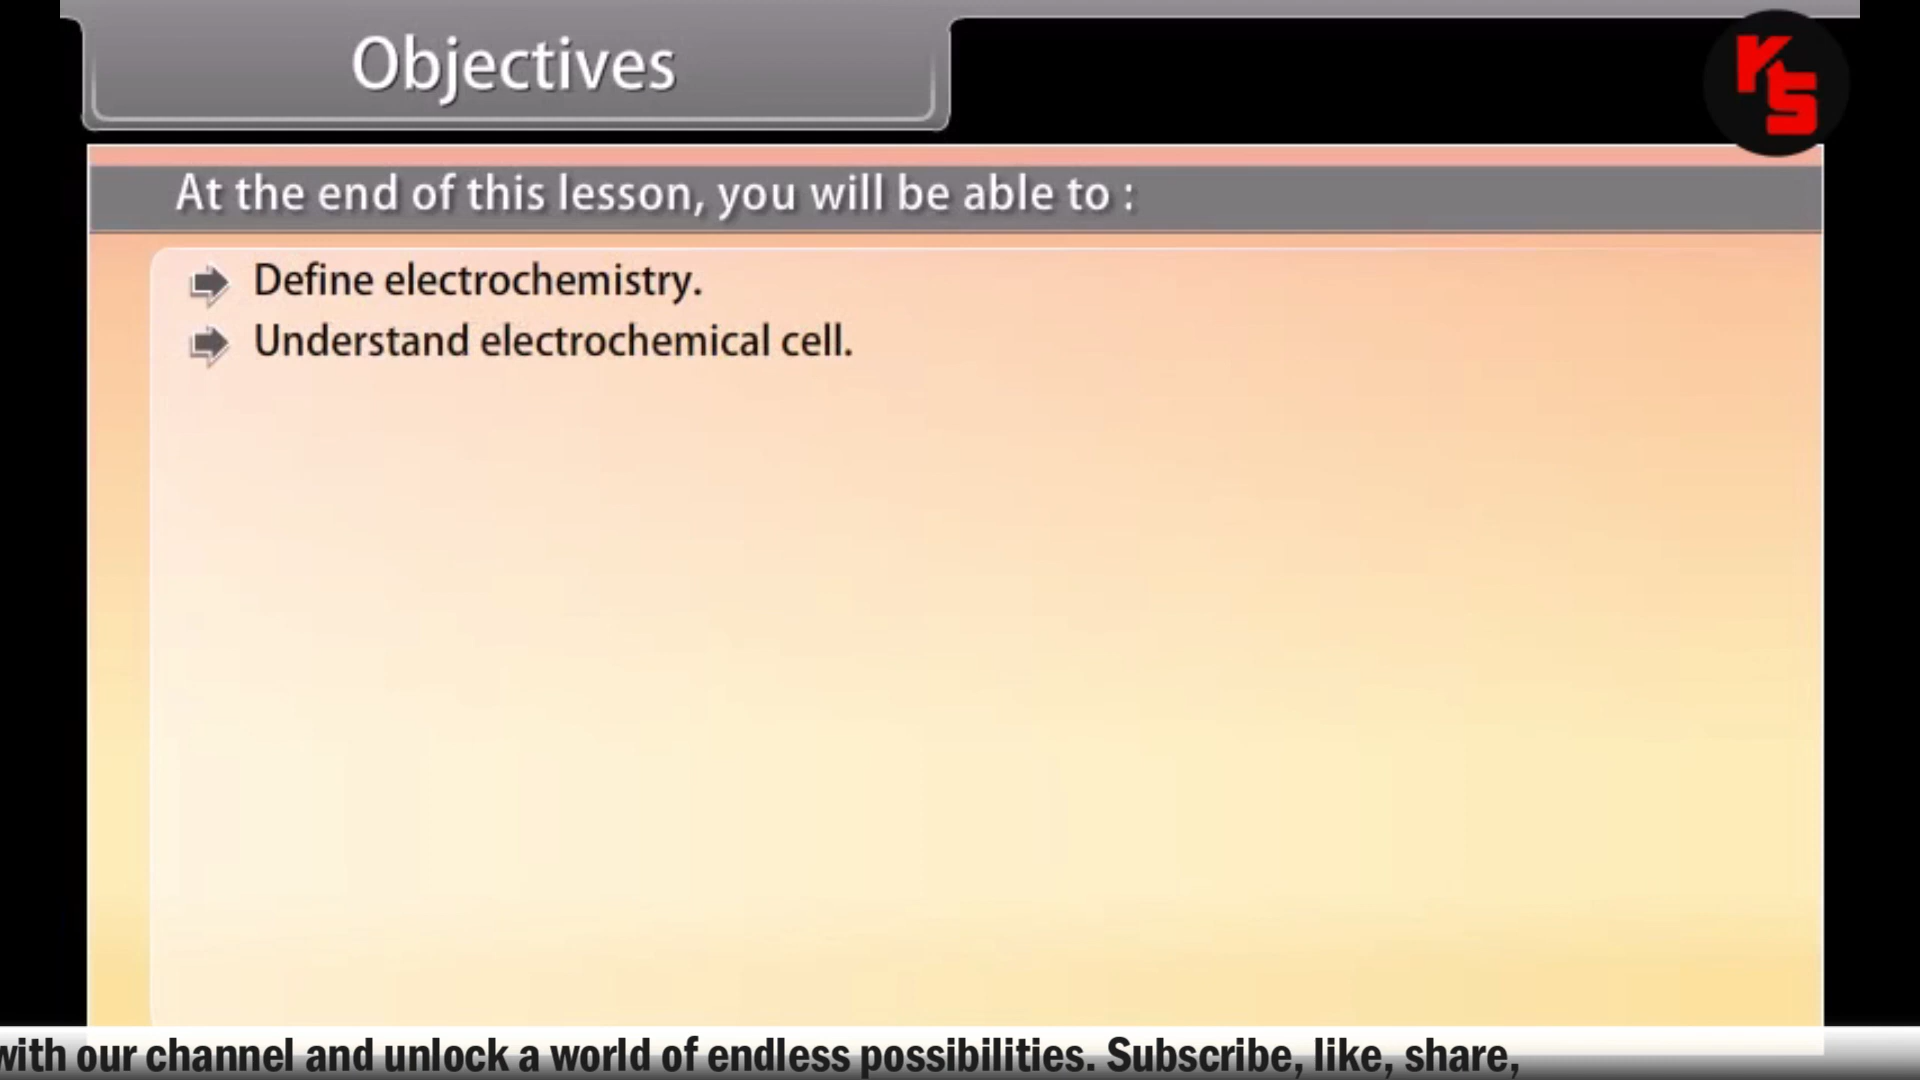 Objectives
KS
At the end of this lesson, you will be able to :
Define electrochemistry.
Understand electrochemical cell.
with our channel and unlock a world of endless possibilities. Subscribe, like, share,